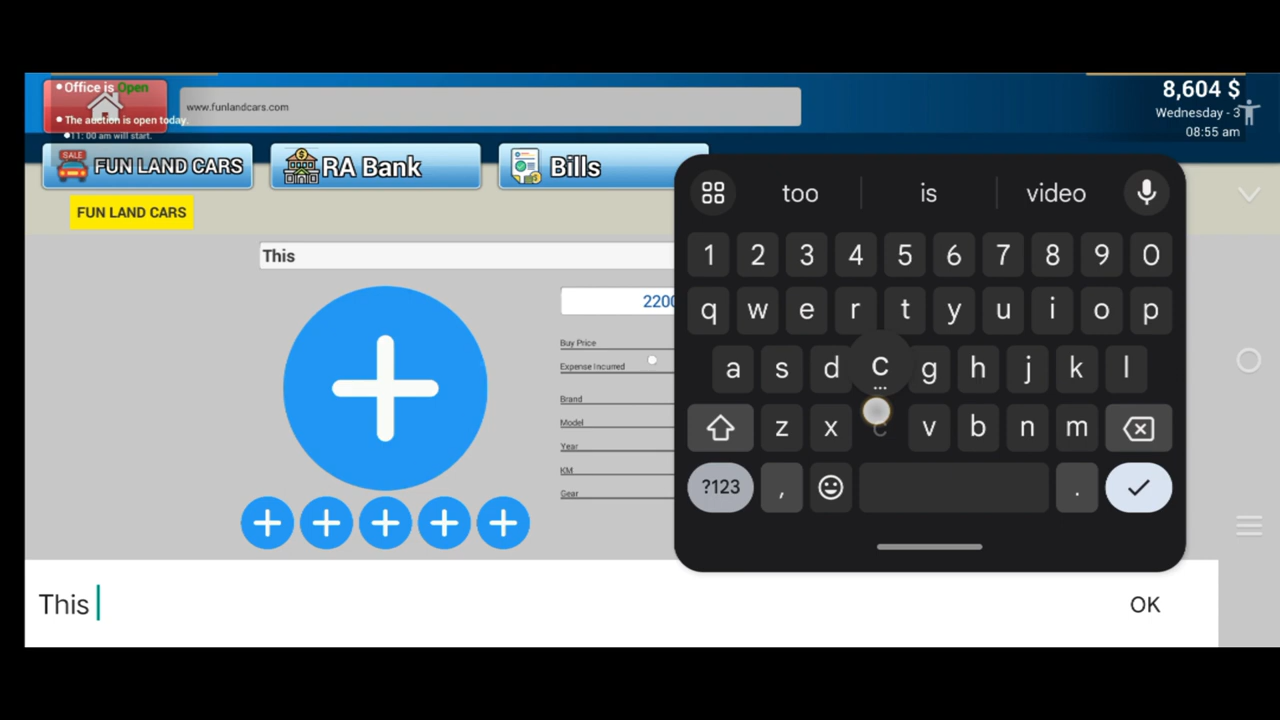 Office is Open
8,604 $
www.funlandcars.com
Wednesday - 3
The auction is open today.
11: 00 am will start.
08:55 am
SALE
FUN LAND CARS
RA Bank
Bills
FUN LAND CARS
This
2200
Buy Price
Expense Incurred
Brand
Model
Year
KM
Gear
too is video
1 2 3 4 5 6 7 8 9 0
q w e r t y u i o p
a s d c g h j k l
z x c v b n m
?123 , .
This
OK